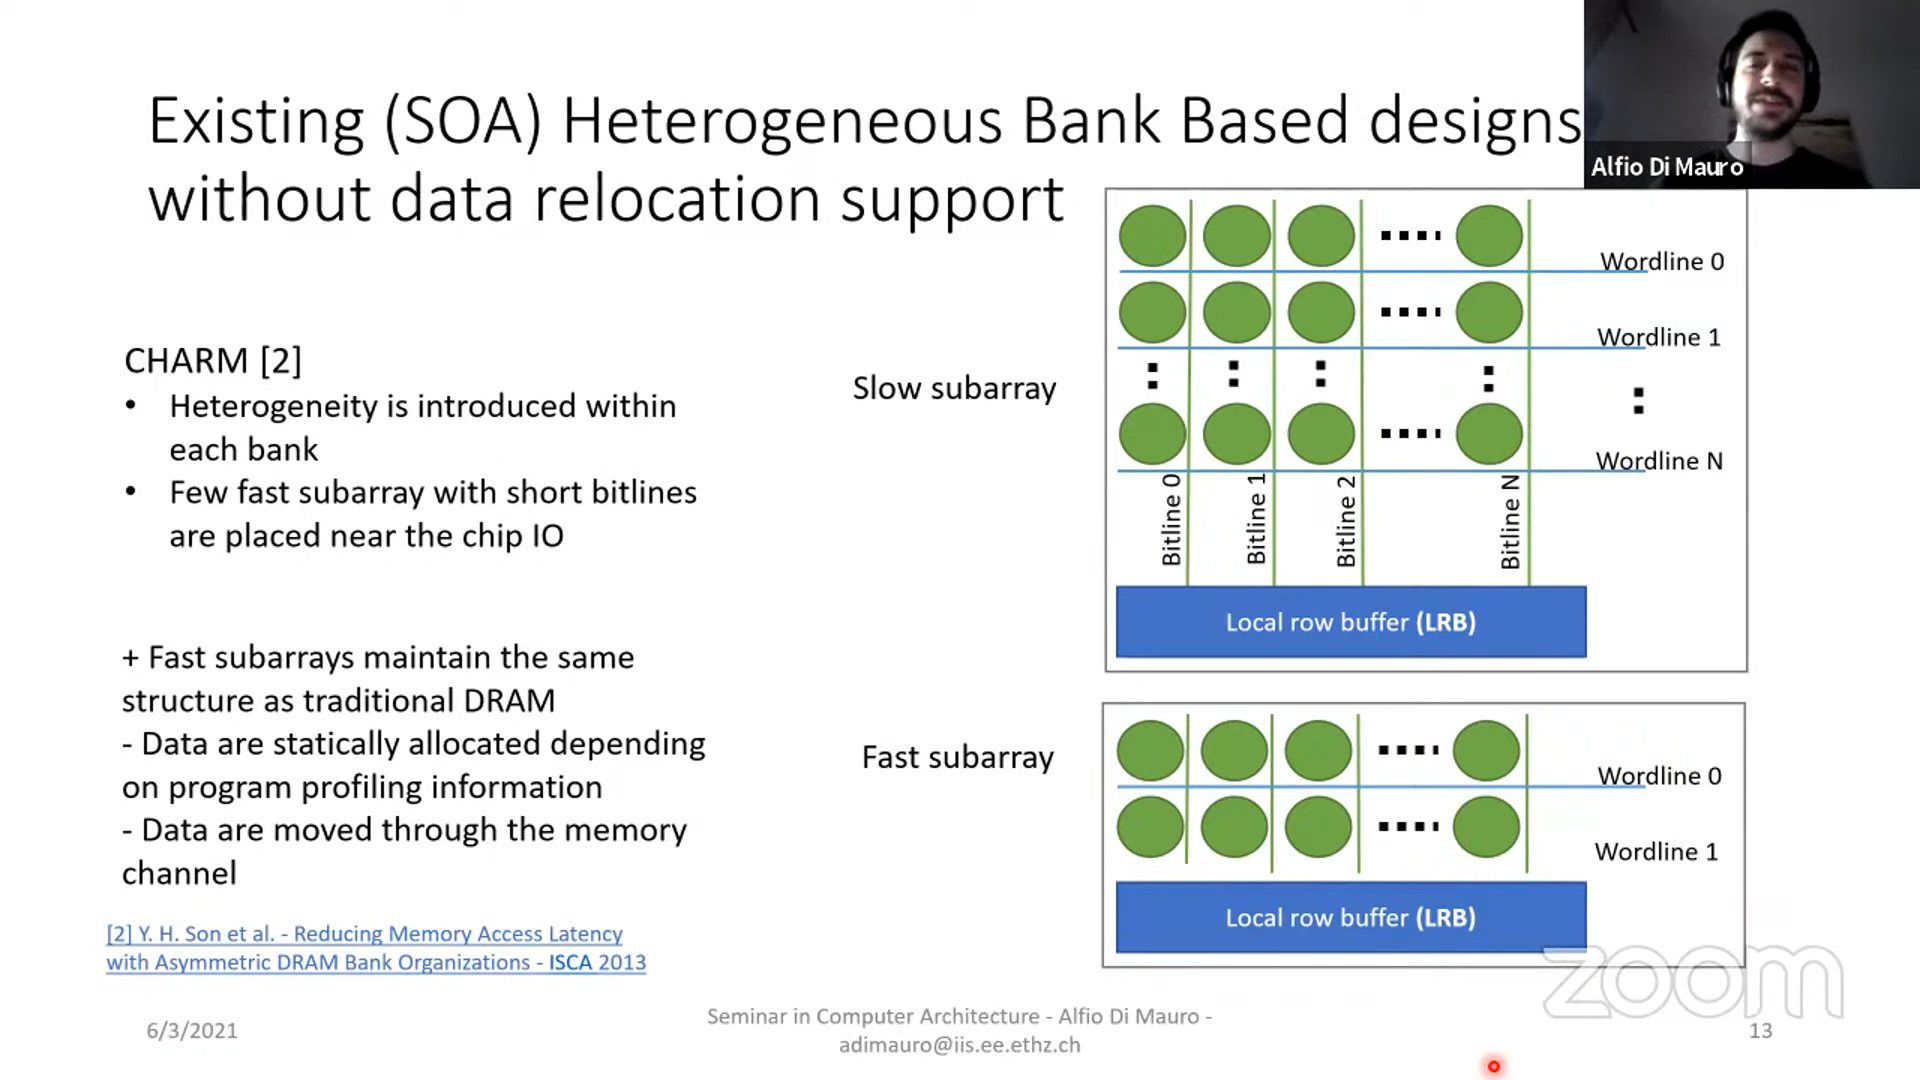 Existing (SOA) Heterogeneous Bank Based designs
without data relocation support
Alfio Di Mauro
CHARM [2]
• Heterogeneity is introduced within
each bank
• Few fast subarray with short bitlines
are placed near the chip IO
+ Fast subarrays maintain the same
structure as traditional DRAM
- Data are statically allocated depending
on program profiling information
- Data are moved through the memory
channel
[2] Y. H. Son et al. - Reducing Memory Access Latency
with Asymmetric DRAM Bank Organizations - ISCA 2013
Slow subarray
Wordline 0
Wordline 1
Wordline N
Bitline 0
Bitline 1
Bitline 2
Bitline N
Local row buffer (LRB)
Fast subarray
Wordline 0
Wordline 1
Local row buffer (LRB)
zoom
6/3/2021
Seminar in Computer Architecture - Alfio Di Mauro -
adimauro@iis.ee.ethz.ch
13